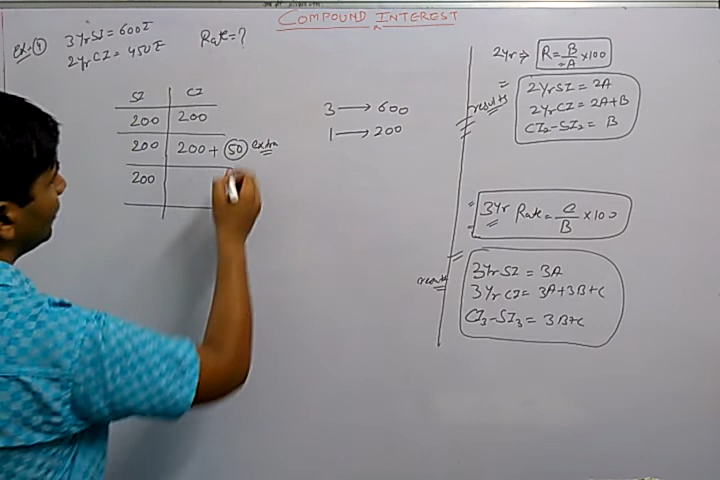 COMPOUND INTEREST
Ex:- 4 3Yr SI = 600₹
2Yr CI = 450₹
Rate = ?
SI CI
200 200
200 200 + 50 extra
200
3 → 600
1 → 200
2Yr ⇒ R = B/A × 100
results
2Yr SI = 2A
2Yr CI = 2A+B
CI2 - SI2 = B
3Yr Rate = C/B × 100
results
3Yr SI = 3A
3Yr CI = 3A+3B+C
CI3 - SI3 = 3B+C